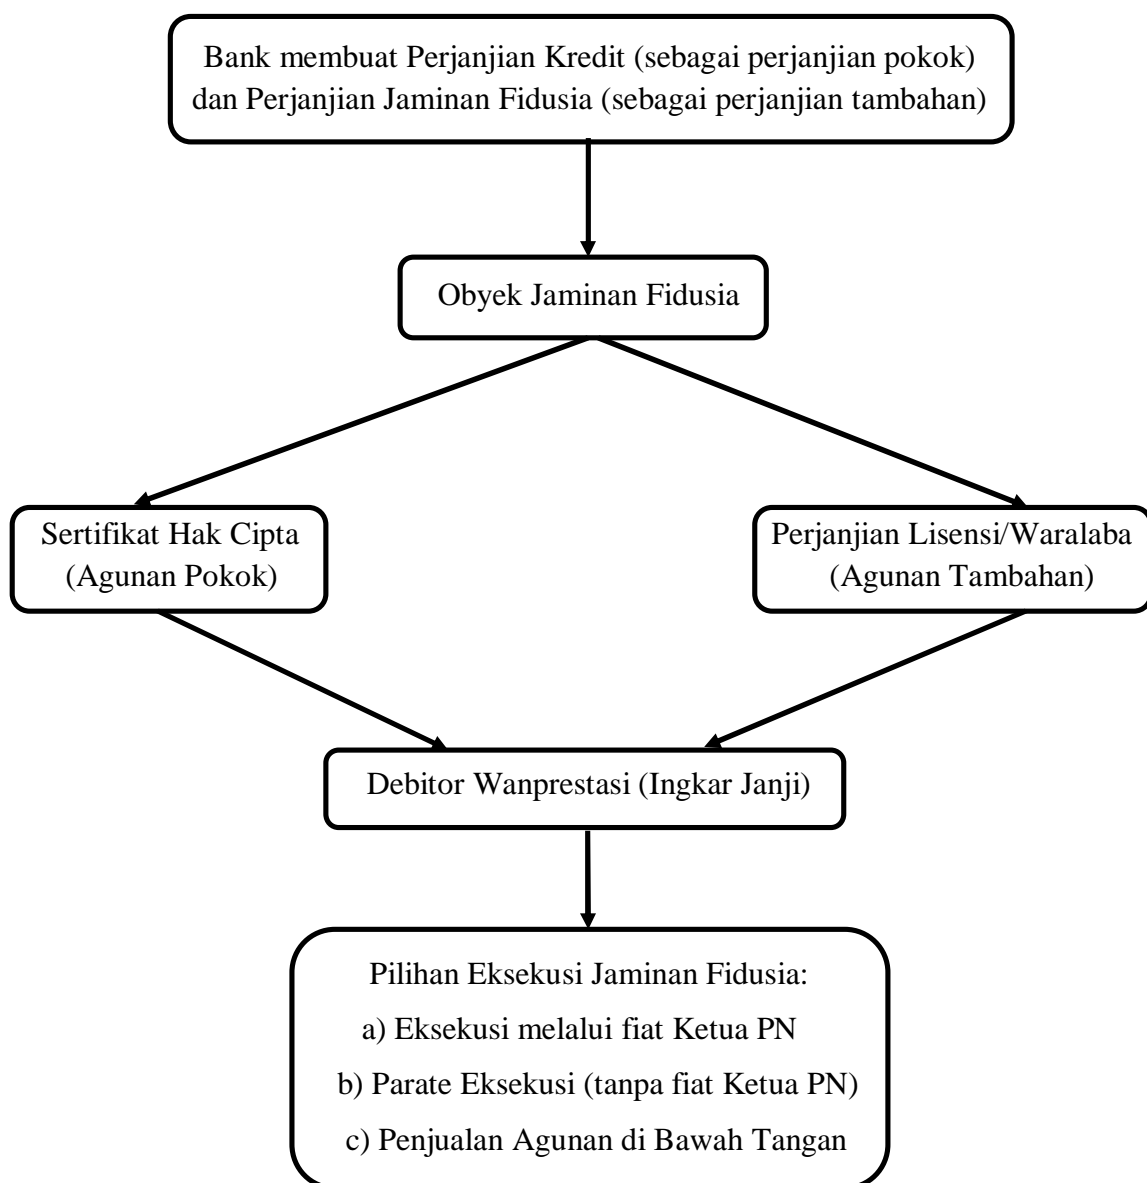 Bank membuat Perjanjian Kredit (sebagai perjanjian pokok)
dan Perjanjian Jaminan Fidusia (sebagai perjanjian tambahan)
Obyek Jaminan Fidusia
Sertifikat Hak Cipta
(Agunan Pokok)
Perjanjian Lisensi/Waralaba
(Agunan Tambahan)
Debitor Wanprestasi (Ingkar Janji)
Pilihan Eksekusi Jaminan Fidusia:
a) Eksekusi melalui fiat Ketua PN
b) Parate Eksekusi (tanpa fiat Ketua PN)
c) Penjualan Agunan di Bawah Tangan